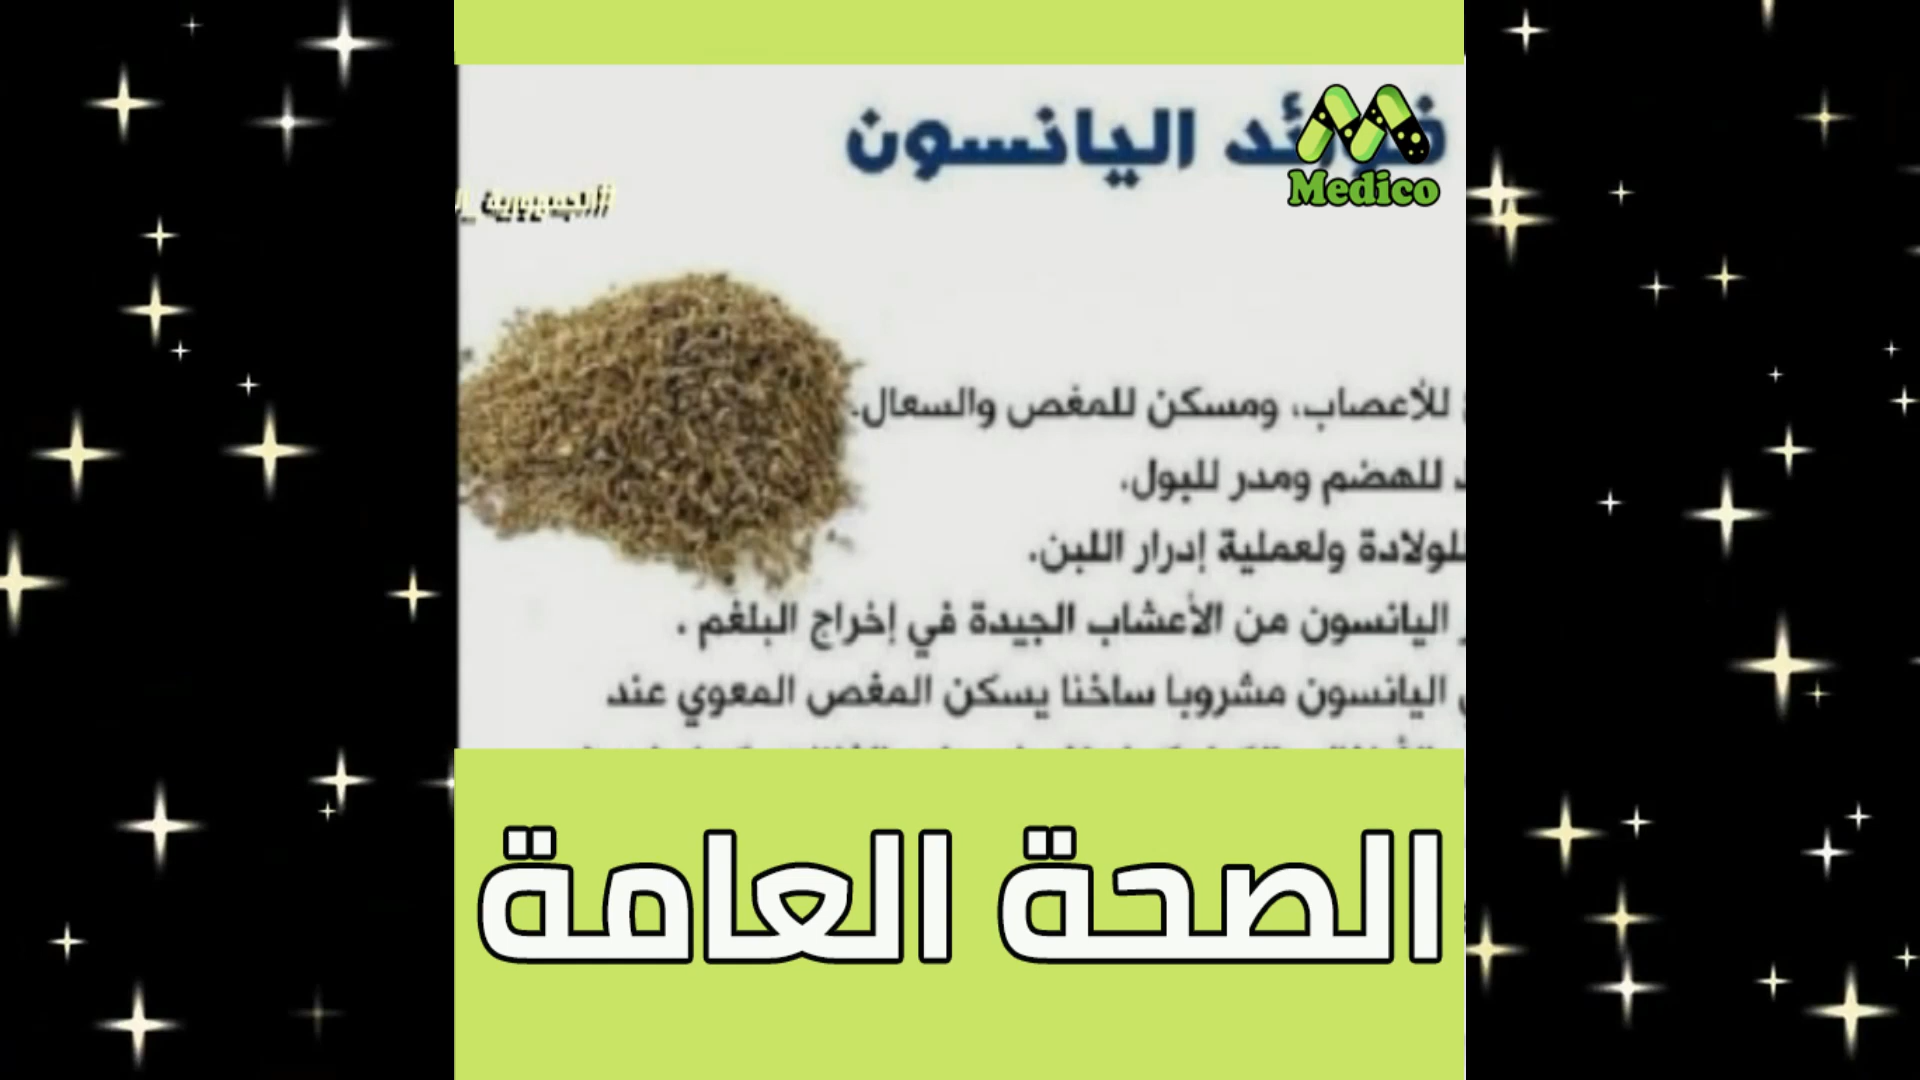 فوائد اليانسون
Medico
#الجمهورية
للأعصاب، ومسكن للمغص والسعال.
للهضم ومدر للبول.
للولادة ولعملية إدرار اللبن.
اليانسون من الأعشاب الجيدة في إخراج البلغم .
اليانسون مشروبا ساخنا يسكن المغص المعوي عند
الصحة العامة